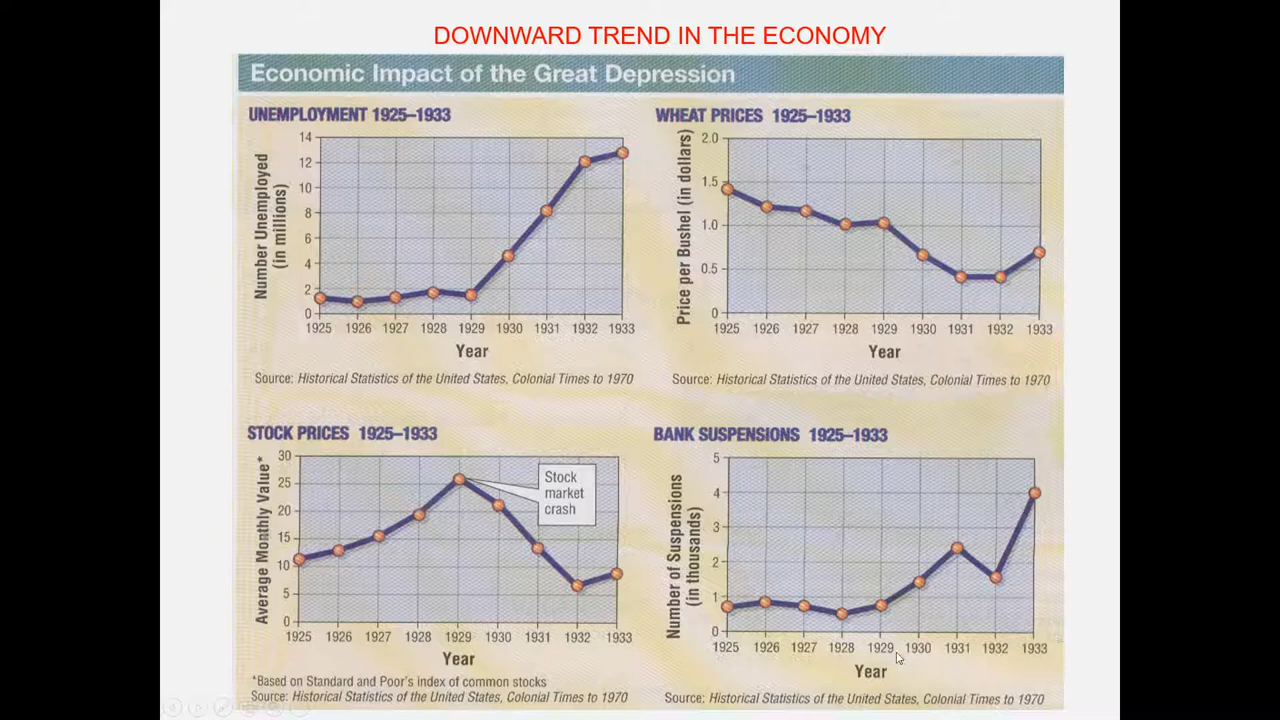 DOWNWARD TREND IN THE ECONOMY
Economic Impact of the Great Depression
UNEMPLOYMENT 1925–1933
Number Unemployed
(in millions)
14
12
10
8
6
4
2
0
1925 1926 1927 1928 1929 1930 1931 1932 1933
Year
Source: Historical Statistics of the United States, Colonial Times to 1970
WHEAT PRICES 1925–1933
Price per Bushel (in dollars)
2.0
1.5
1.0
0.5
0
1925 1926 1927 1928 1929 1930 1931 1932 1933
Year
Source: Historical Statistics of the United States, Colonial Times to 1970
STOCK PRICES 1925–1933
Average Monthly Value*
30
25
20
15
10
5
0
Stock
market
crash
1925 1926 1927 1928 1929 1930 1931 1932 1933
Year
*Based on Standard and Poor's index of common stocks
Source: Historical Statistics of the United States, Colonial Times to 1970
BANK SUSPENSIONS 1925–1933
Number of Suspensions
(in thousands)
5
4
3
2
1
0
1925 1926 1927 1928 1929 1930 1931 1932 1933
Year
Source: Historical Statistics of the United States, Colonial Times to 1970